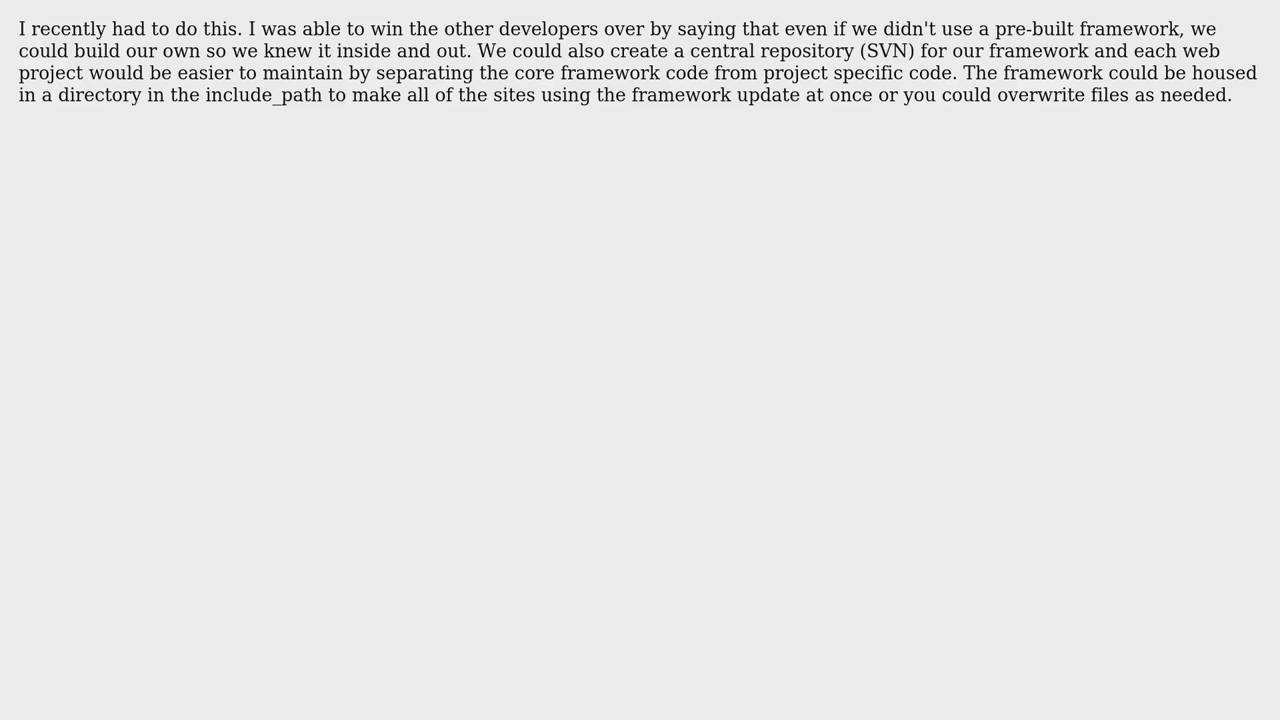 I recently had to do this. I was able to win the other developers over by saying that even if we didn't use a pre-built framework, we
could build our own so we knew it inside and out. We could also create a central repository (SVN) for our framework and each web
project would be easier to maintain by separating the core framework code from project specific code. The framework could be housed
in a directory in the include_path to make all of the sites using the framework update at once or you could overwrite files as needed.